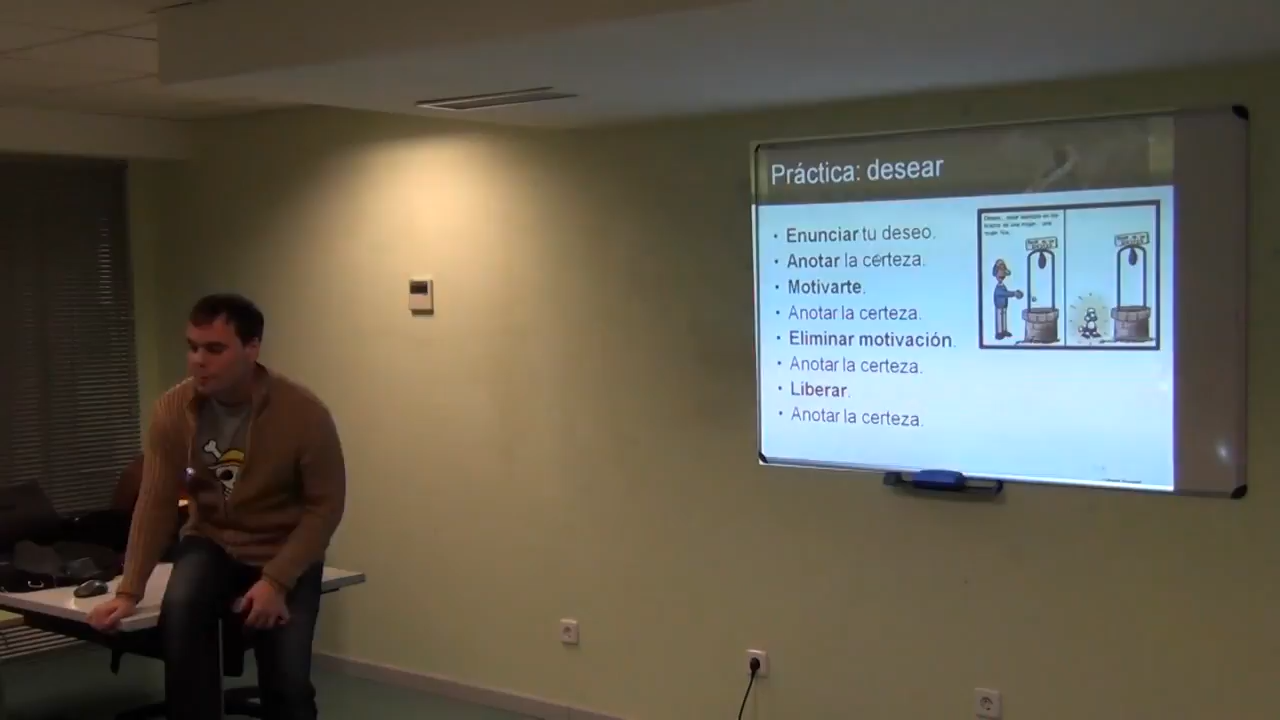 Práctica: desear
• Enunciar tu deseo.
• Anotar la certeza.
• Motivarte.
• Anotar la certeza.
• Eliminar motivación.
• Anotar la certeza.
• Liberar.
• Anotar la certeza.